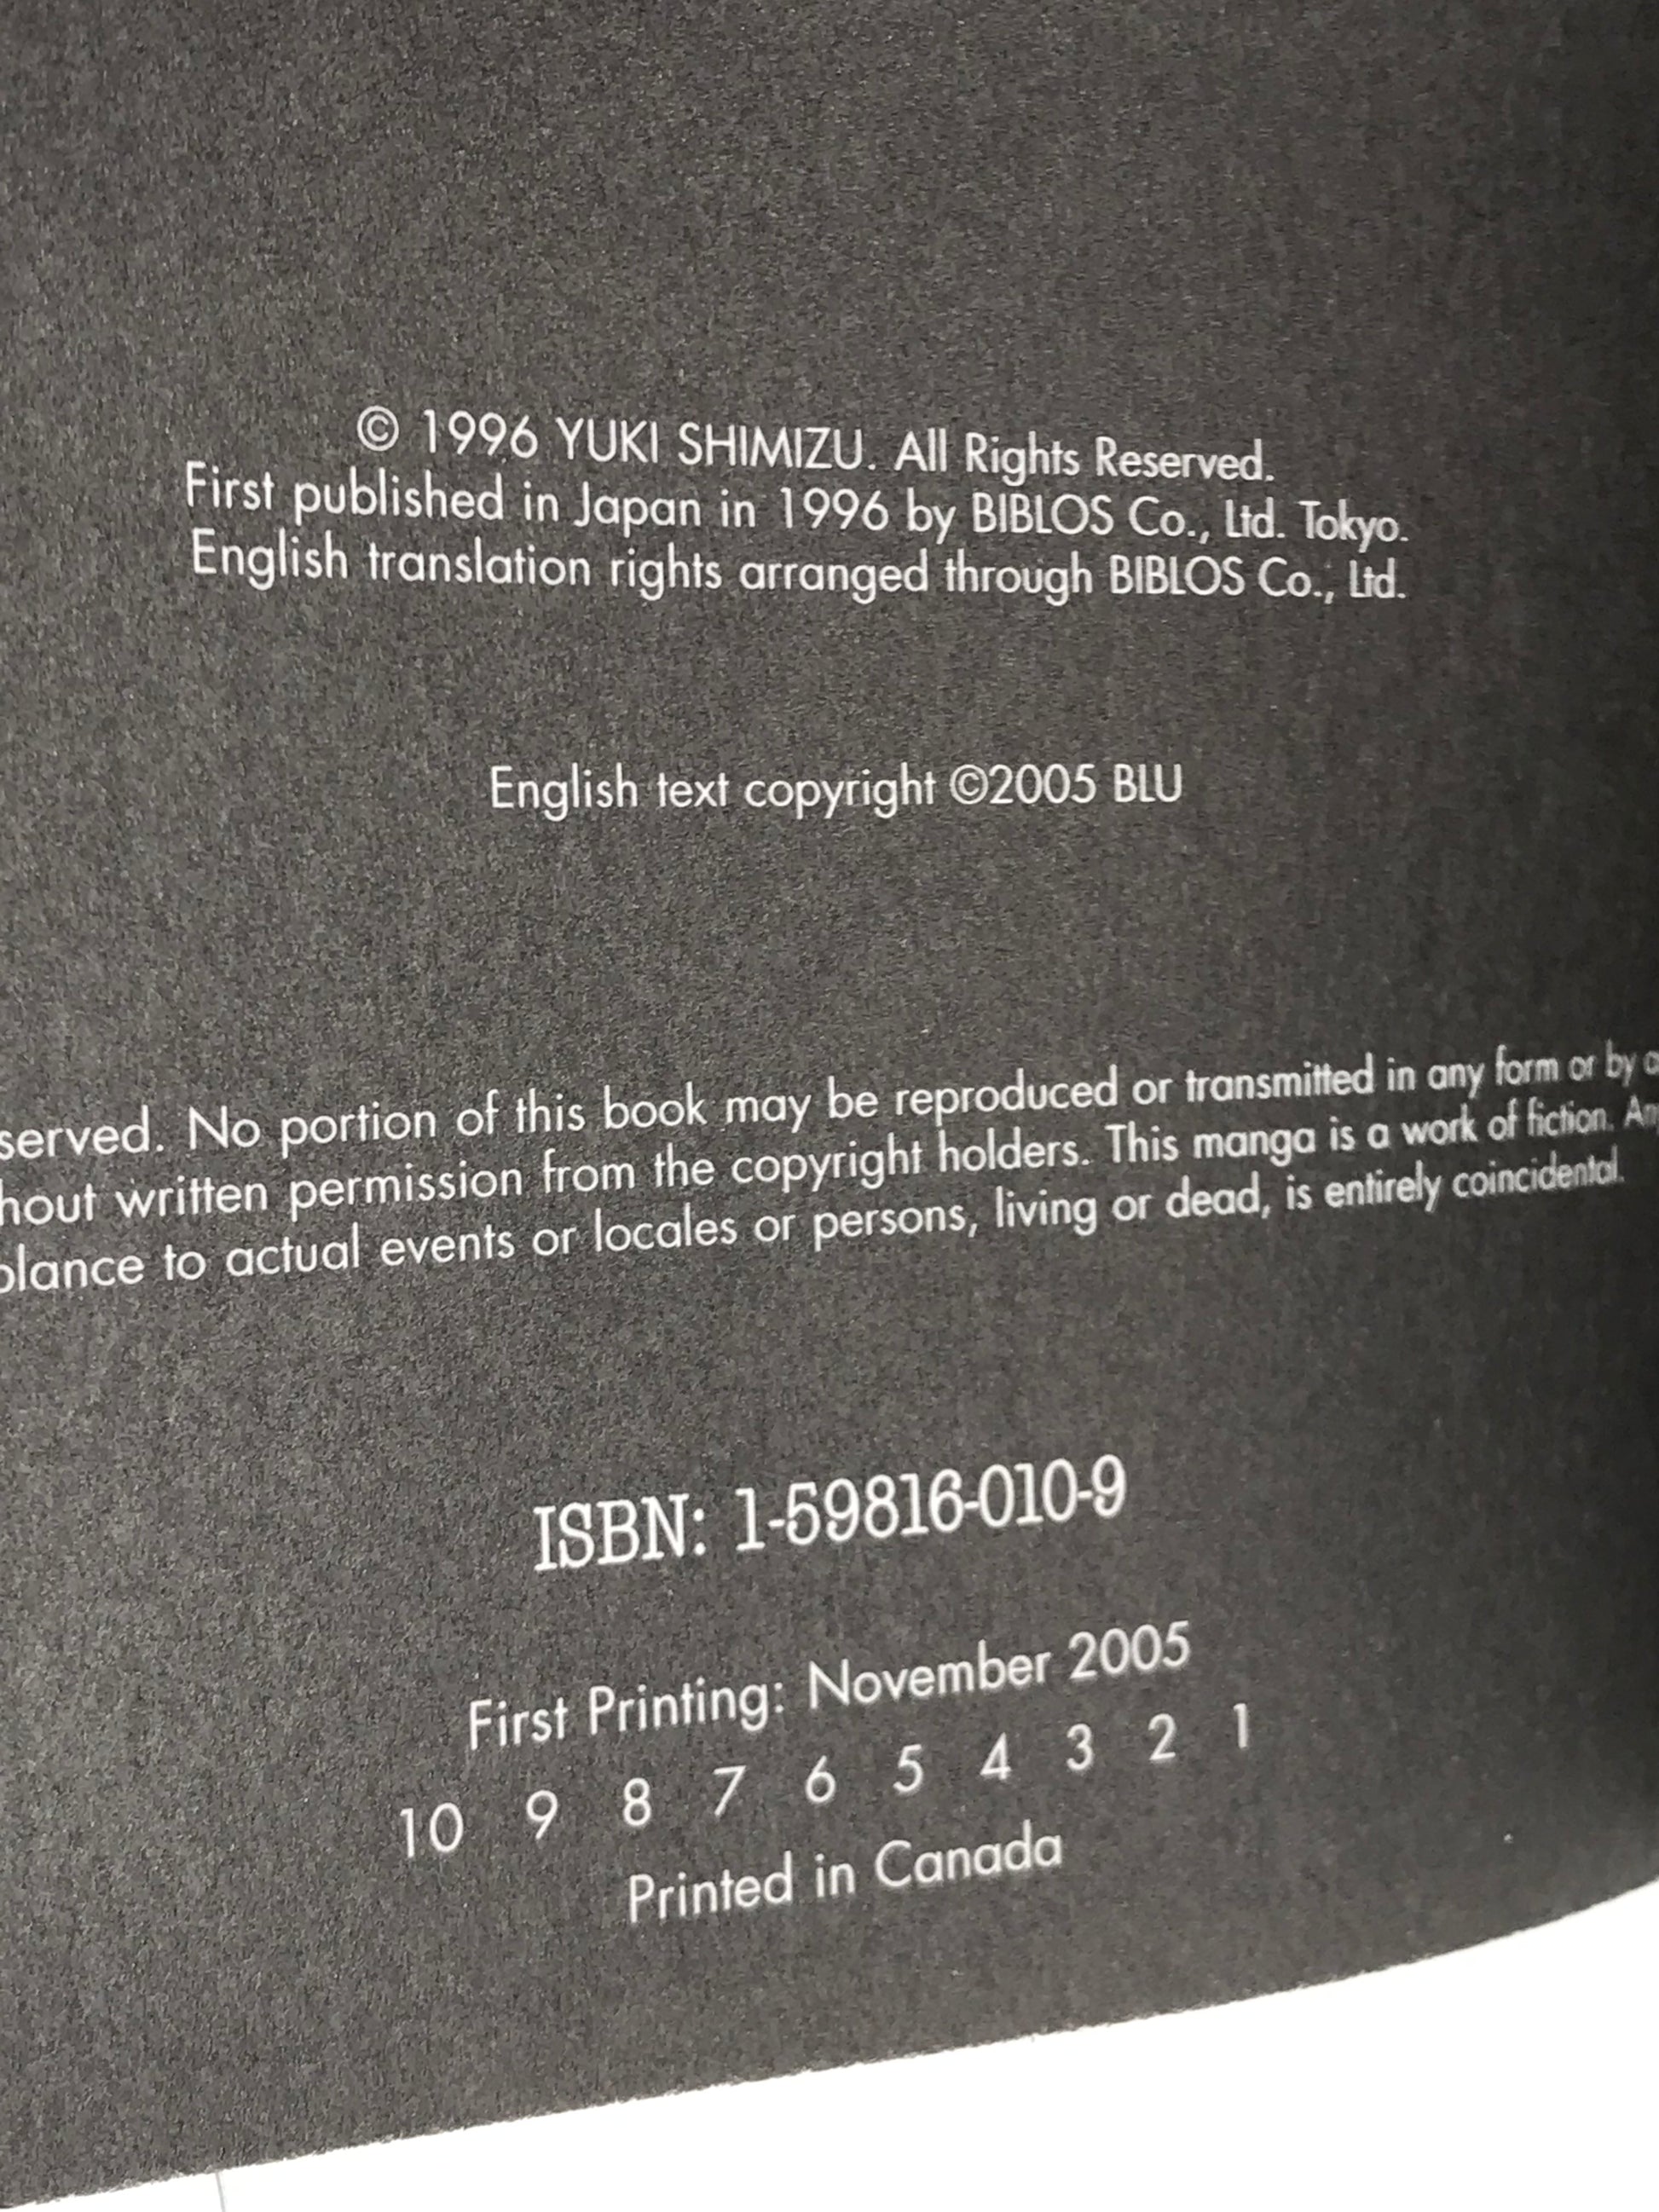 © 1996 YUKI SHIMIZU. All Rights Reserved.
First published in Japan in 1996 by BIBLOS Co., Ltd. Tokyo.
English translation rights arranged through BIBLOS Co., Ltd.
English text copyright ©2005 BLU
served. No portion of this book may be reproduced or transmitted in any form or by
hout written permission from the copyright holders. This manga is a work of fiction.
blance to actual events or locales or persons, living or dead, is entirely coincidental.
ISBN: 1-59816-010-9
First Printing: November 2005
10 9 8 7 6 5 4 3 2 1
Printed in Canada